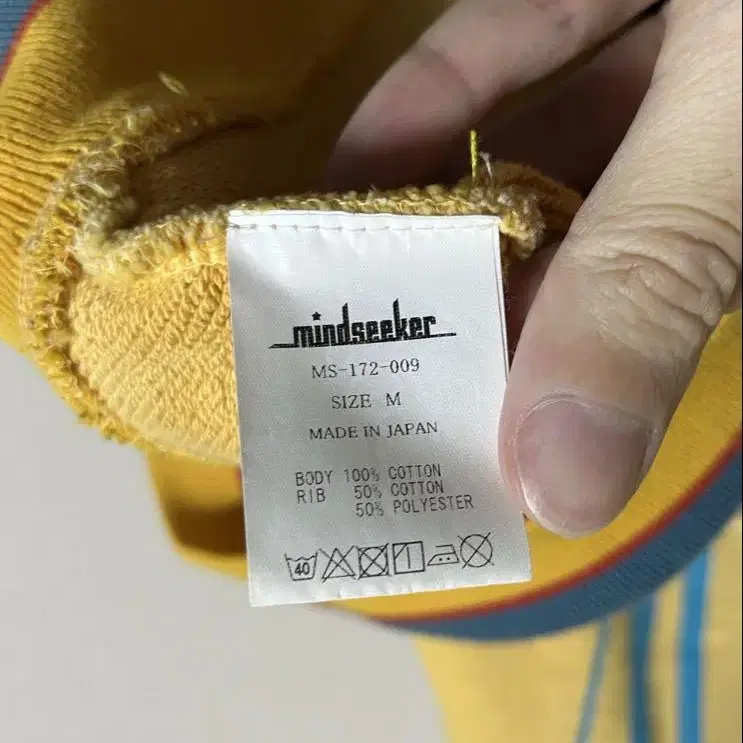 mindseeker
MS-172-009
SIZE M
MADE IN JAPAN
BODY 100% COTTON
RIB 50% COTTON
50% POLYESTER
40